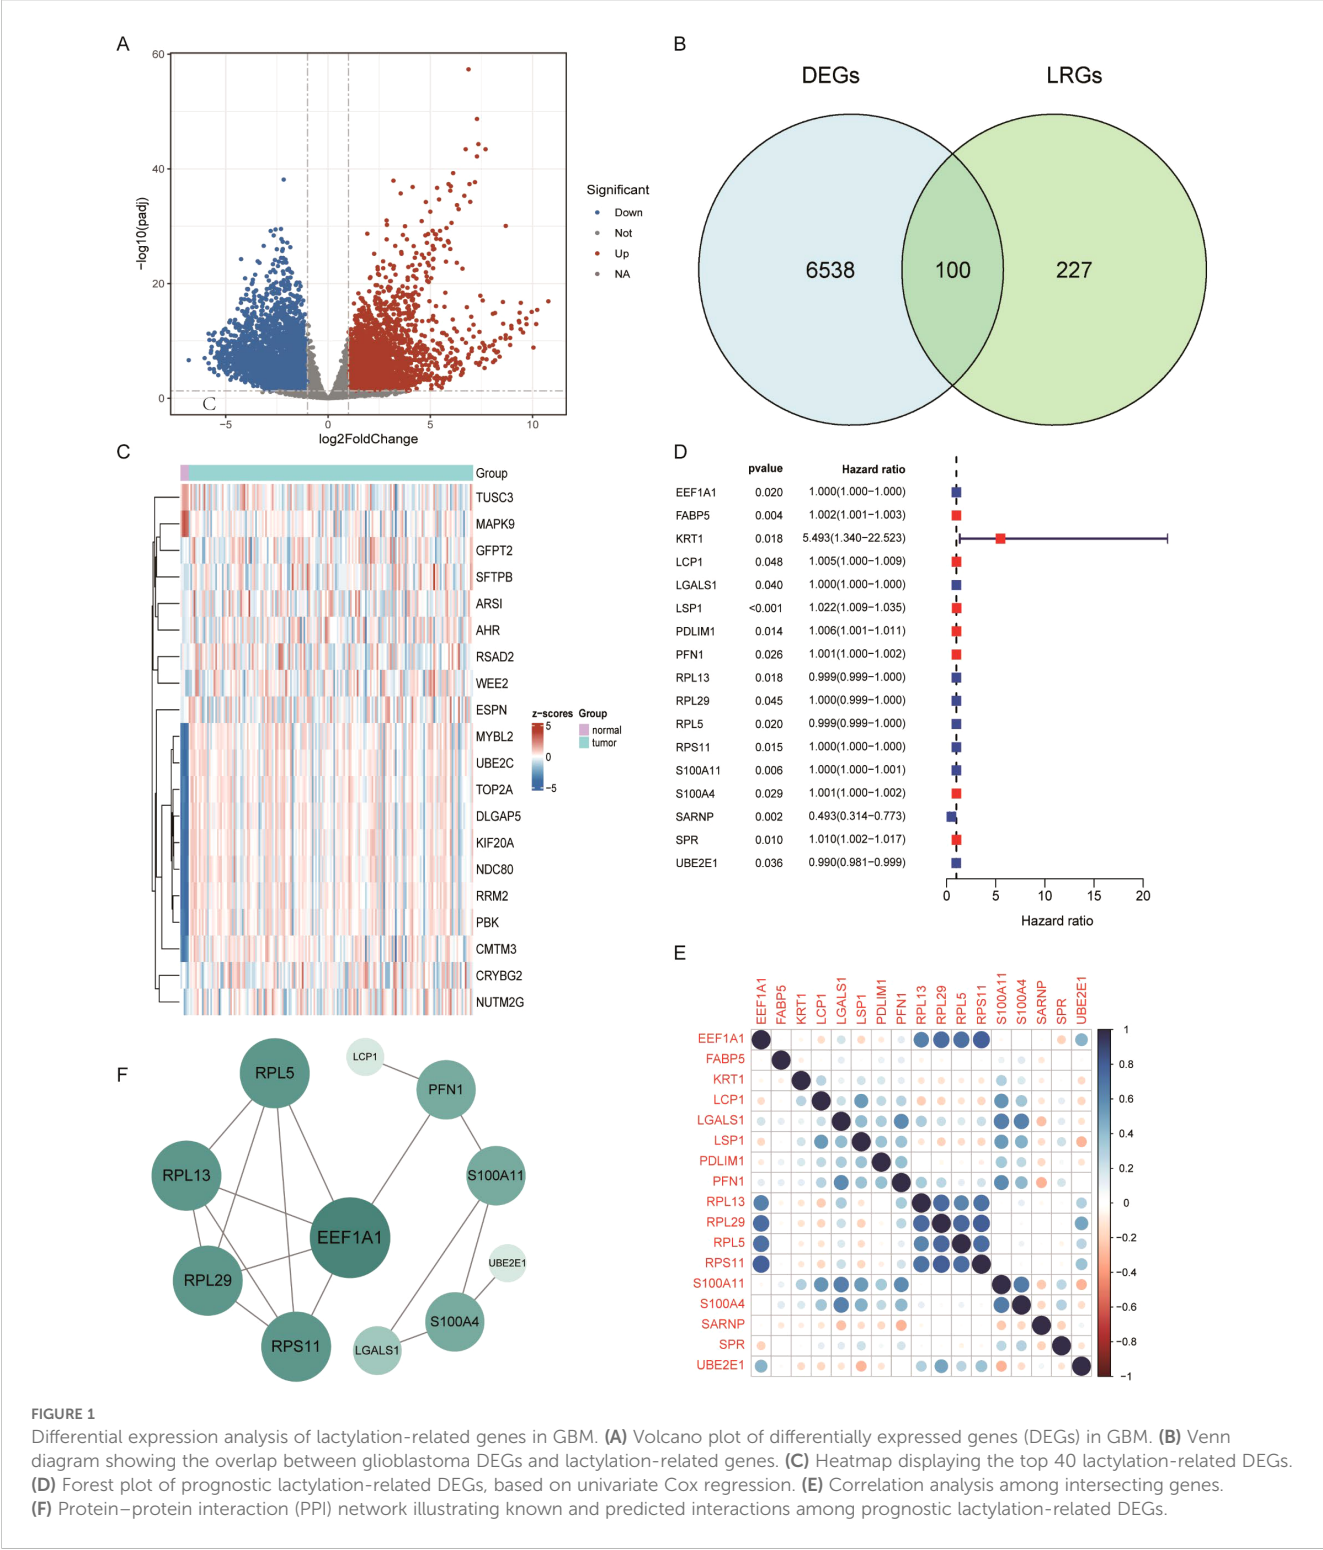 A
60
40
20
0
−log10(padj)
C
−5
0
5
10
log2FoldChange
Significant
Down
Not
Up
NA
B
DEGs
LRGs
6538
100
227
C
Group
TUSC3
MAPK9
GFPT2
SFTPB
ARSI
AHR
RSAD2
WEE2
ESPN
MYBL2
UBE2C
TOP2A
DLGAP5
KIF20A
NDC80
RRM2
PBK
CMTM3
CRYBG2
NUTM2G
z−scores Group
5
0
−5
normal
tumor
D
pvalue Hazard ratio
EEF1A1 0.020 1.000(1.000−1.000)
FABP5 0.004 1.002(1.001−1.003)
KRT1 0.018 5.493(1.340−22.523)
LCP1 0.048 1.005(1.000−1.009)
LGALS1 0.040 1.000(1.000−1.000)
LSP1 <0.001 1.022(1.009−1.035)
PDLIM1 0.014 1.006(1.001−1.011)
PFN1 0.026 1.001(1.000−1.002)
RPL13 0.018 0.999(0.999−1.000)
RPL29 0.045 1.000(0.999−1.000)
RPL5 0.020 0.999(0.999−1.000)
RPS11 0.015 1.000(1.000−1.000)
S100A11 0.006 1.000(1.000−1.001)
S100A4 0.029 1.001(1.000−1.002)
SARNP 0.002 0.493(0.314−0.773)
SPR 0.010 1.010(1.002−1.017)
UBE2E1 0.036 0.990(0.981−0.999)
0 5 10 15 20
Hazard ratio
E
EEF1A1
FABP5
KRT1
LCP1
LGALS1
LSP1
PDLIM1
PFN1
RPL13
RPL29
RPL5
RPS11
S100A11
S100A4
SARNP
SPR
UBE2E1
EEF1A1
FABP5
KRT1
LCP1
LGALS1
LSP1
PDLIM1
PFN1
RPL13
RPL29
RPL5
RPS11
S100A11
S100A4
SARNP
SPR
UBE2E1
1
0.8
0.6
0.4
0.2
0
−0.2
−0.4
−0.6
−0.8
−1
F
RPL5
LCP1
PFN1
RPL13
S100A11
EEF1A1
UBE2E1
RPL29
S100A4
RPS11
LGALS1
FIGURE 1
Differential expression analysis of lactylation-related genes in GBM. (A) Volcano plot of differentially expressed genes (DEGs) in GBM. (B) Venn
diagram showing the overlap between glioblastoma DEGs and lactylation-related genes. (C) Heatmap displaying the top 40 lactylation-related DEGs.
(D) Forest plot of prognostic lactylation-related DEGs, based on univariate Cox regression. (E) Correlation analysis among intersecting genes.
(F) Protein–protein interaction (PPI) network illustrating known and predicted interactions among prognostic lactylation-related DEGs.